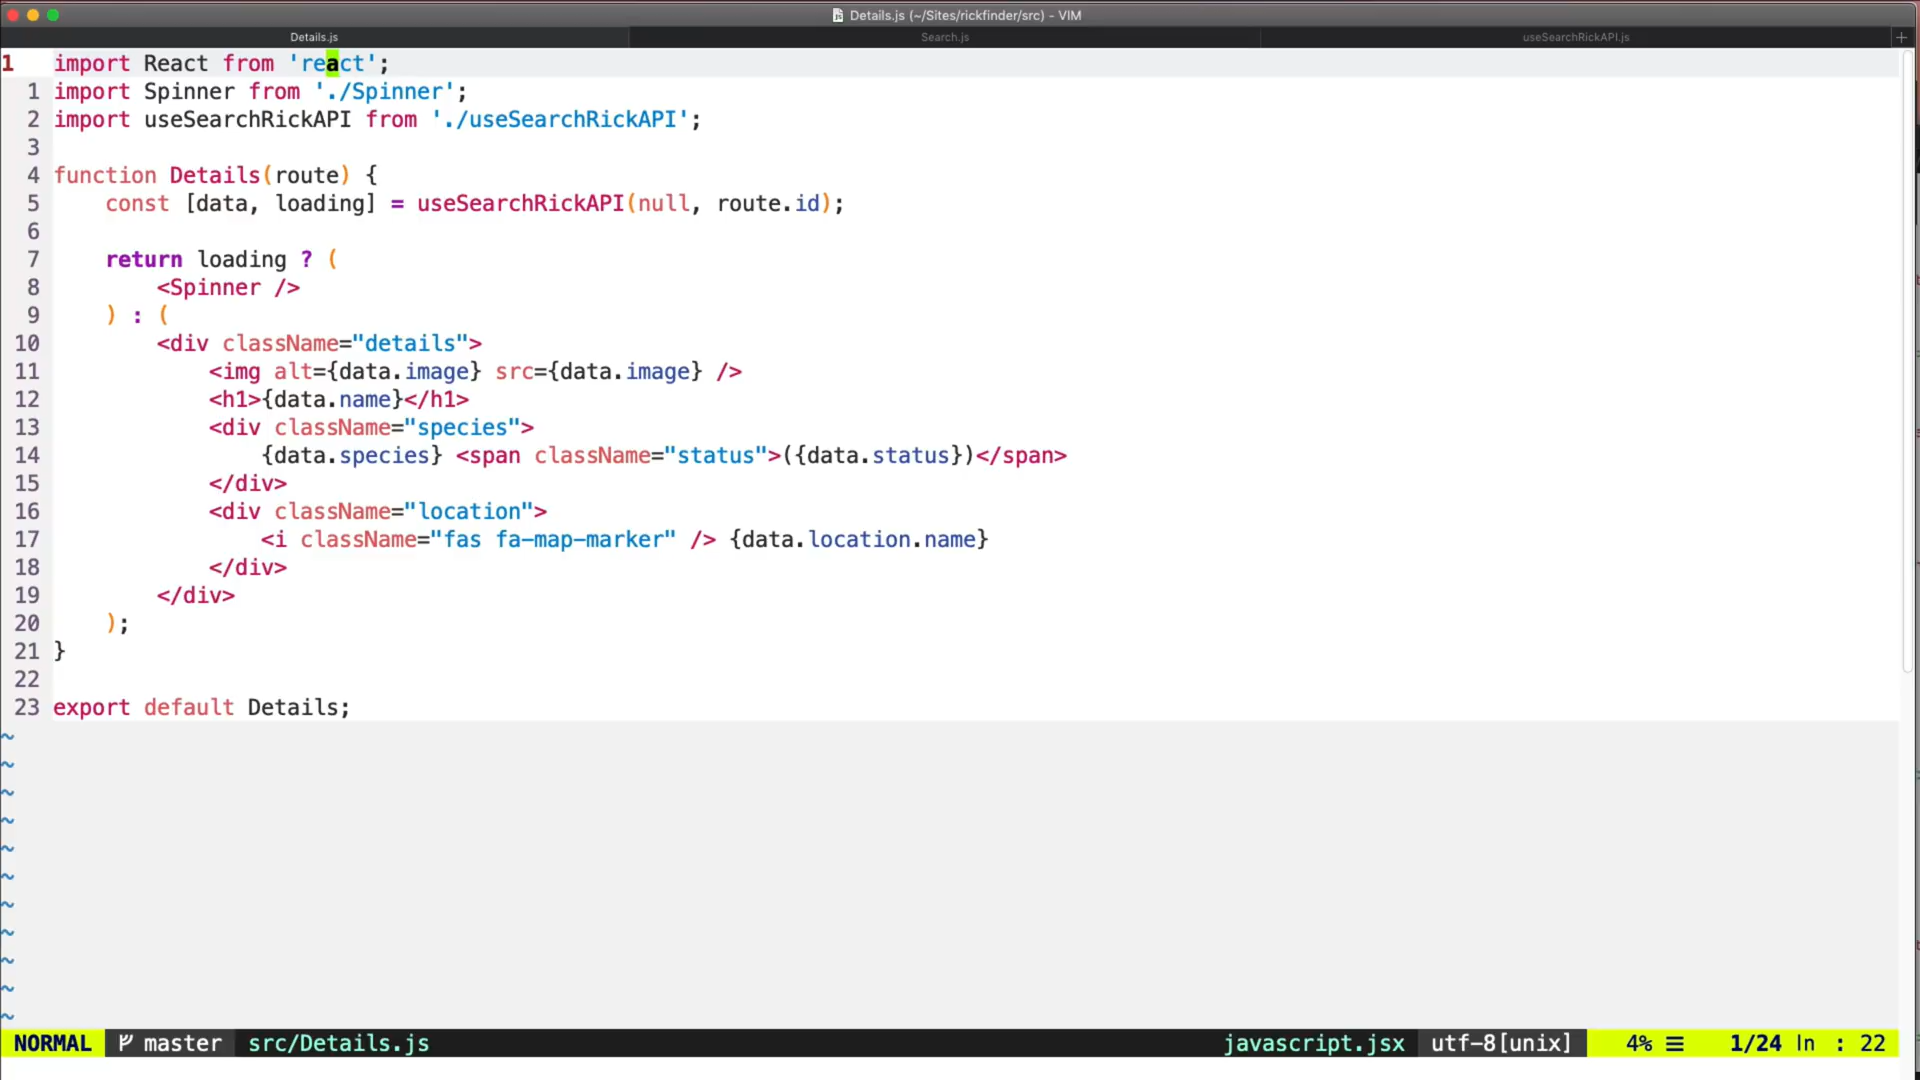 Details.js (~/Sites/rickfinder/src) - VIM
Details.js Search.js useSearchRickAPI.js +
1 import React from 'react';
1 import Spinner from './Spinner';
2 import useSearchRickAPI from './useSearchRickAPI';
3
4 function Details(route) {
5     const [data, loading] = useSearchRickAPI(null, route.id);
6
7     return loading ? (
8         <Spinner />
9     ) : (
10         <div className="details">
11             <img alt={data.image} src={data.image} />
12             <h1>{data.name}</h1>
13             <div className="species">
14                 {data.species} <span className="status">({data.status})</span>
15             </div>
16             <div className="location">
17                 <i className="fas fa-map-marker" /> {data.location.name}
18             </div>
19         </div>
20     );
21 }
22
23 export default Details;
~
~
~
~
~
~
~
~
~
~
~
NORMAL master src/Details.js javascript.jsx utf-8[unix] 4% ☰ 1/24 ln : 22